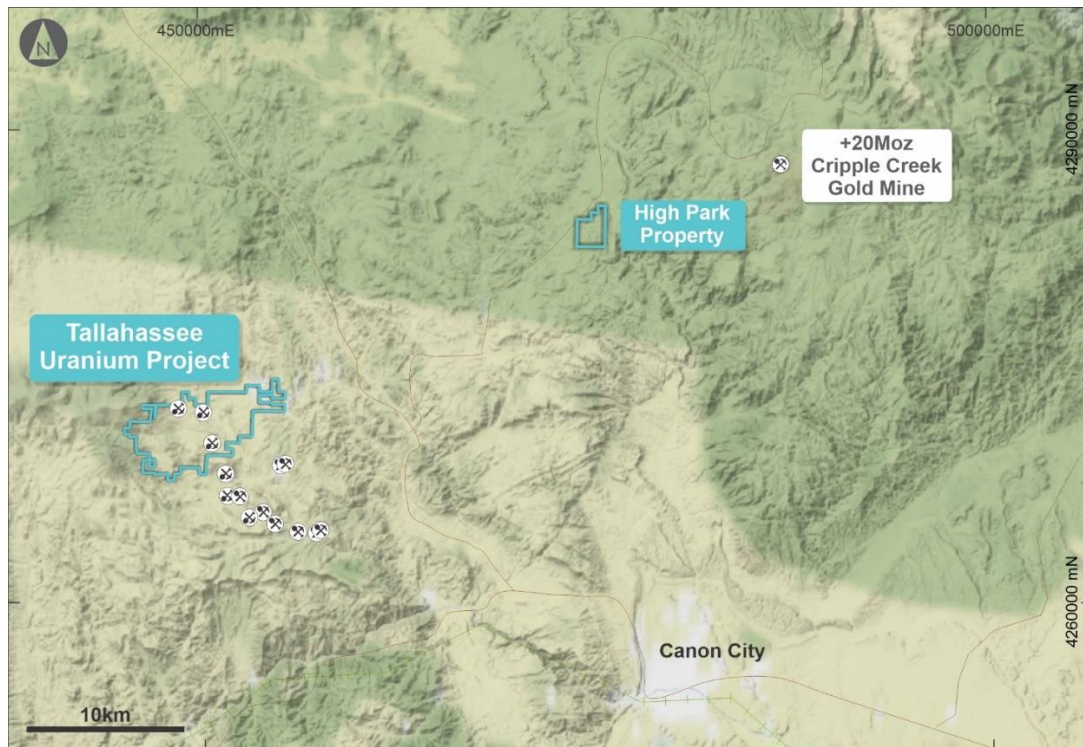 N
450000mE
500000mE
4290000 mN
+20Moz
Cripple Creek
Gold Mine
High Park
Property
Tallahassee
Uranium Project
4260000 mN
Canon City
10km